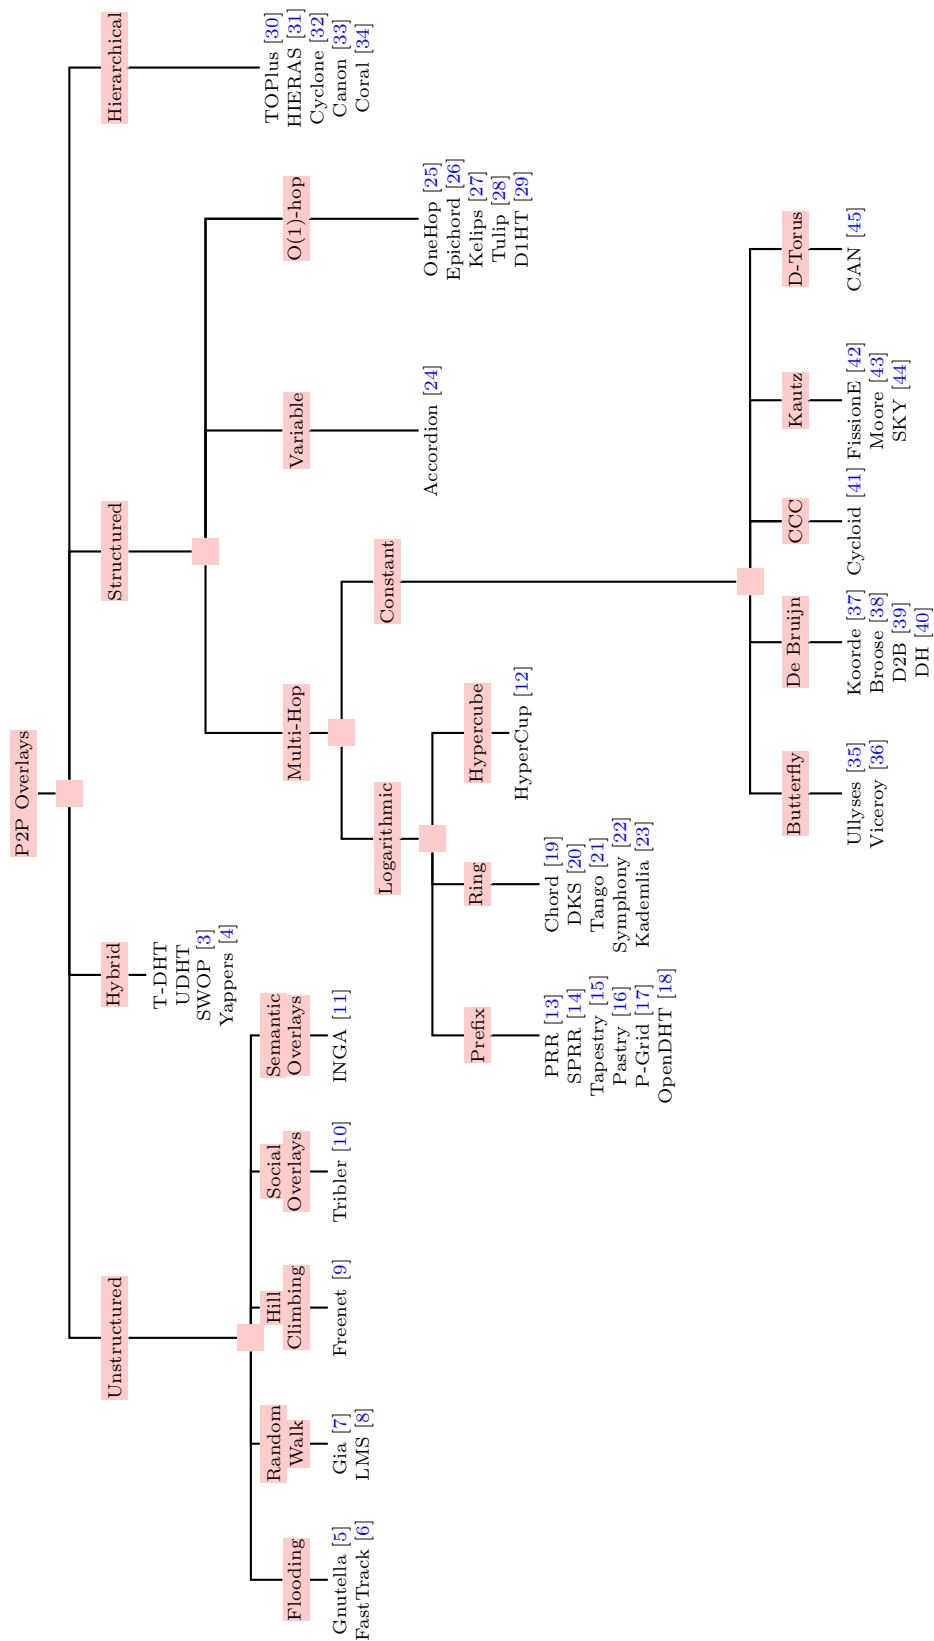 P2P Overlays
Unstructured
Hybrid
Structured
Hierarchical
T-DHT
UDHT
SWOP [3]
Yappers [4]
TOPlus [30]
HIERAS [31]
Cyclone [32]
Canon [33]
Coral [34]
Flooding
Random
Walk
Hill
Climbing
Social
Overlays
Semantic
Overlays
Gnutella [5]
FastTrack [6]
Gia [7]
LMS [8]
Freenet [9]
Tribler [10]
INGA [11]
Multi-Hop
Variable
O(1)-hop
Accordion [24]
OneHop [25]
Epichord [26]
Kelips [27]
Tulip [28]
D1HT [29]
Logarithmic
Constant
Prefix
Ring
Hypercube
PRR [13]
SPRR [14]
Tapestry [15]
Pastry [16]
P-Grid [17]
OpenDHT [18]
Chord [19]
DKS [20]
Tango [21]
Symphony [22]
Kademlia [23]
HyperCup [12]
Butterfly
De Bruijn
CCC
Kautz
D-Torus
Ullyses [35]
Viceroy [36]
Koorde [37]
Broose [38]
D2B [39]
DH [40]
Cycloid [41]
FissionE [42]
Moore [43]
SKY [44]
CAN [45]